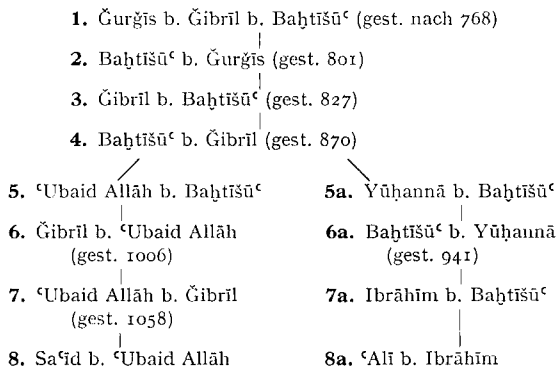 1. Ǧurǧīs b. Ǧibrīl b. Baḫtīšūʿ (gest. nach 768)
2. Baḫtīšūʿ b. Ǧurǧīs (gest. 801)
3. Ǧibrīl b. Baḫtīšūʿ (gest. 827)
4. Baḫtīšūʿ b. Ǧibrīl (gest. 870)
5. ʿUbaid Allāh b. Baḫtīšūʿ
5a. Yūḥannā b. Baḫtīšūʿ
6. Ǧibrīl b. ʿUbaid Allāh
6a. Baḫtīšūʿ b. Yūḥannā
(gest. 1006)
(gest. 941)
7. ʿUbaid Allāh b. Ǧibrīl
7a. Ibrāhīm b. Baḫtīšūʿ
(gest. 1058)
8. Saʿīd b. ʿUbaid Allāh
8a. ʿAlī b. Ibrāhīm